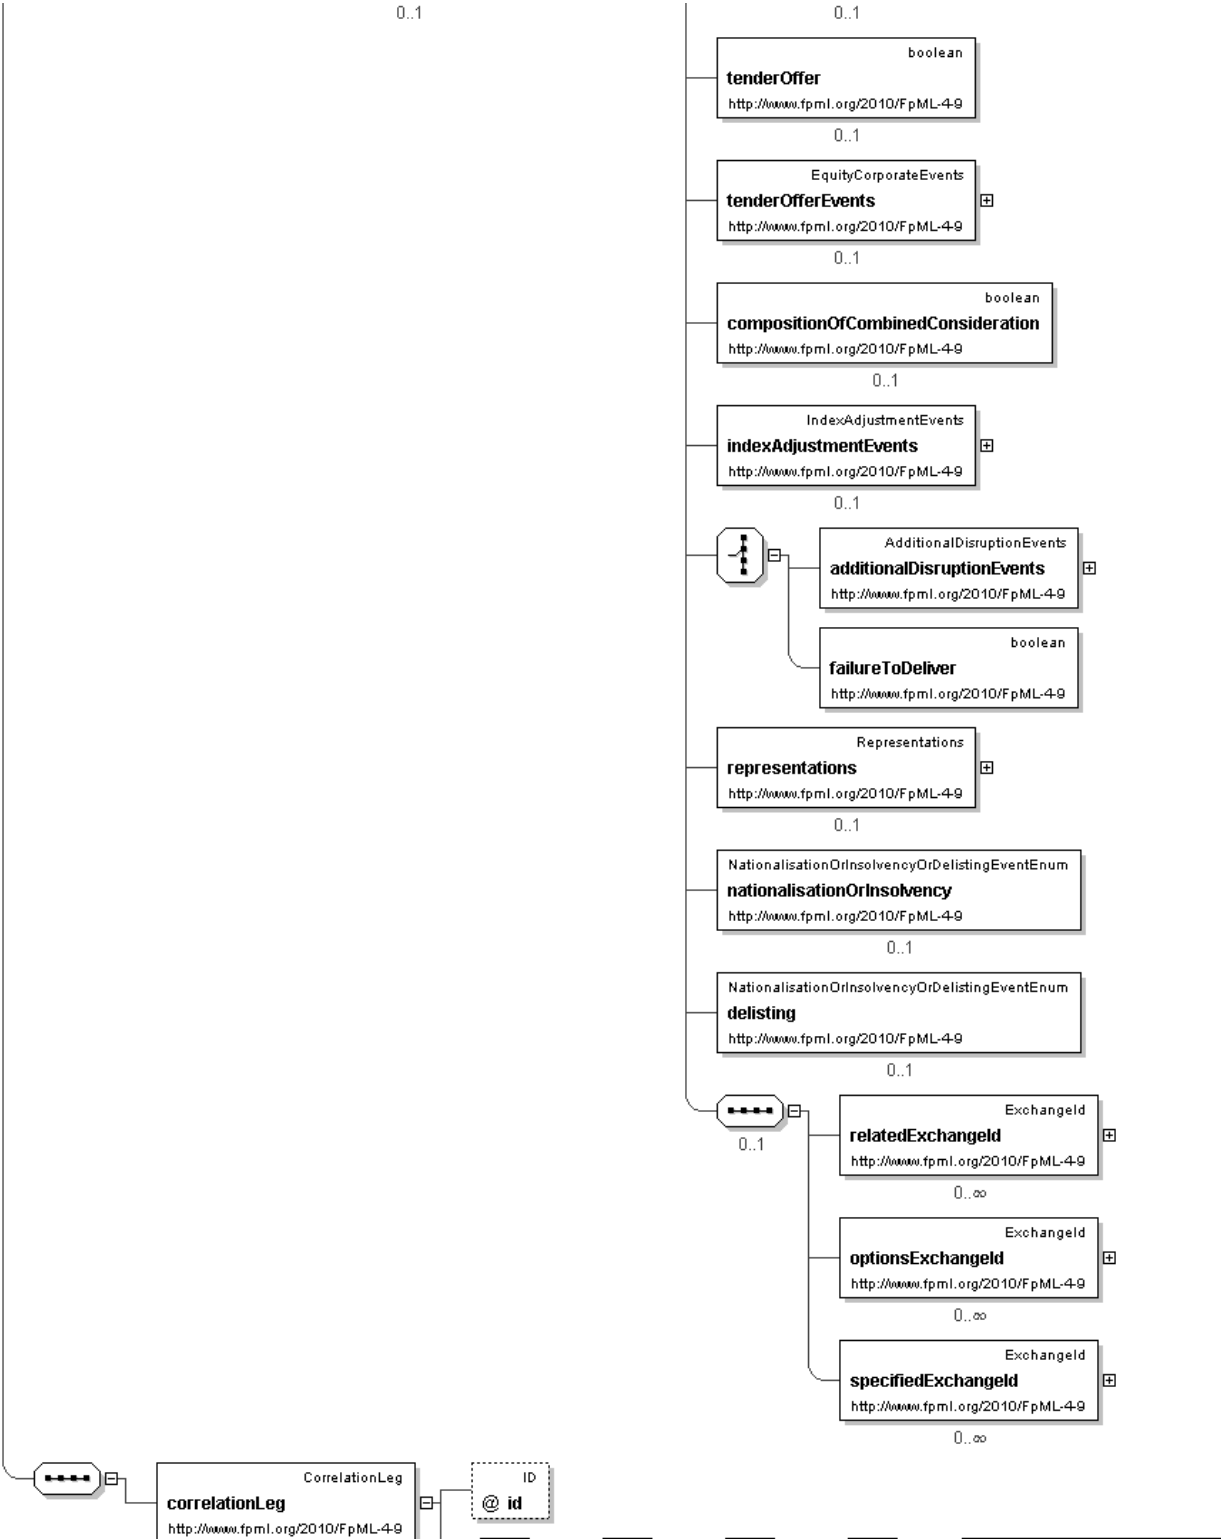 0..1
0..1
boolean
tenderOffer
http://www.fpml.org/2010/FpML-4-9
0..1
EquityCorporateEvents
tenderOfferEvents
http://www.fpml.org/2010/FpML-4-9
0..1
boolean
compositionOfCombinedConsideration
http://www.fpml.org/2010/FpML-4-9
0..1
IndexAdjustmentEvents
indexAdjustmentEvents
http://www.fpml.org/2010/FpML-4-9
0..1
AdditionalDisruptionEvents
additionalDisruptionEvents
http://www.fpml.org/2010/FpML-4-9
boolean
failureToDeliver
http://www.fpml.org/2010/FpML-4-9
Representations
representations
http://www.fpml.org/2010/FpML-4-9
0..1
NationalisationOrInsolvencyOrDelistingEventEnum
nationalisationOrInsolvency
http://www.fpml.org/2010/FpML-4-9
0..1
NationalisationOrInsolvencyOrDelistingEventEnum
delisting
http://www.fpml.org/2010/FpML-4-9
0..1
0..1
ExchangeId
relatedExchangeId
http://www.fpml.org/2010/FpML-4-9
0..∞
ExchangeId
optionsExchangeId
http://www.fpml.org/2010/FpML-4-9
0..∞
ExchangeId
specifiedExchangeId
http://www.fpml.org/2010/FpML-4-9
0..∞
CorrelationLeg
correlationLeg
http://www.fpml.org/2010/FpML-4-9
ID
@ id